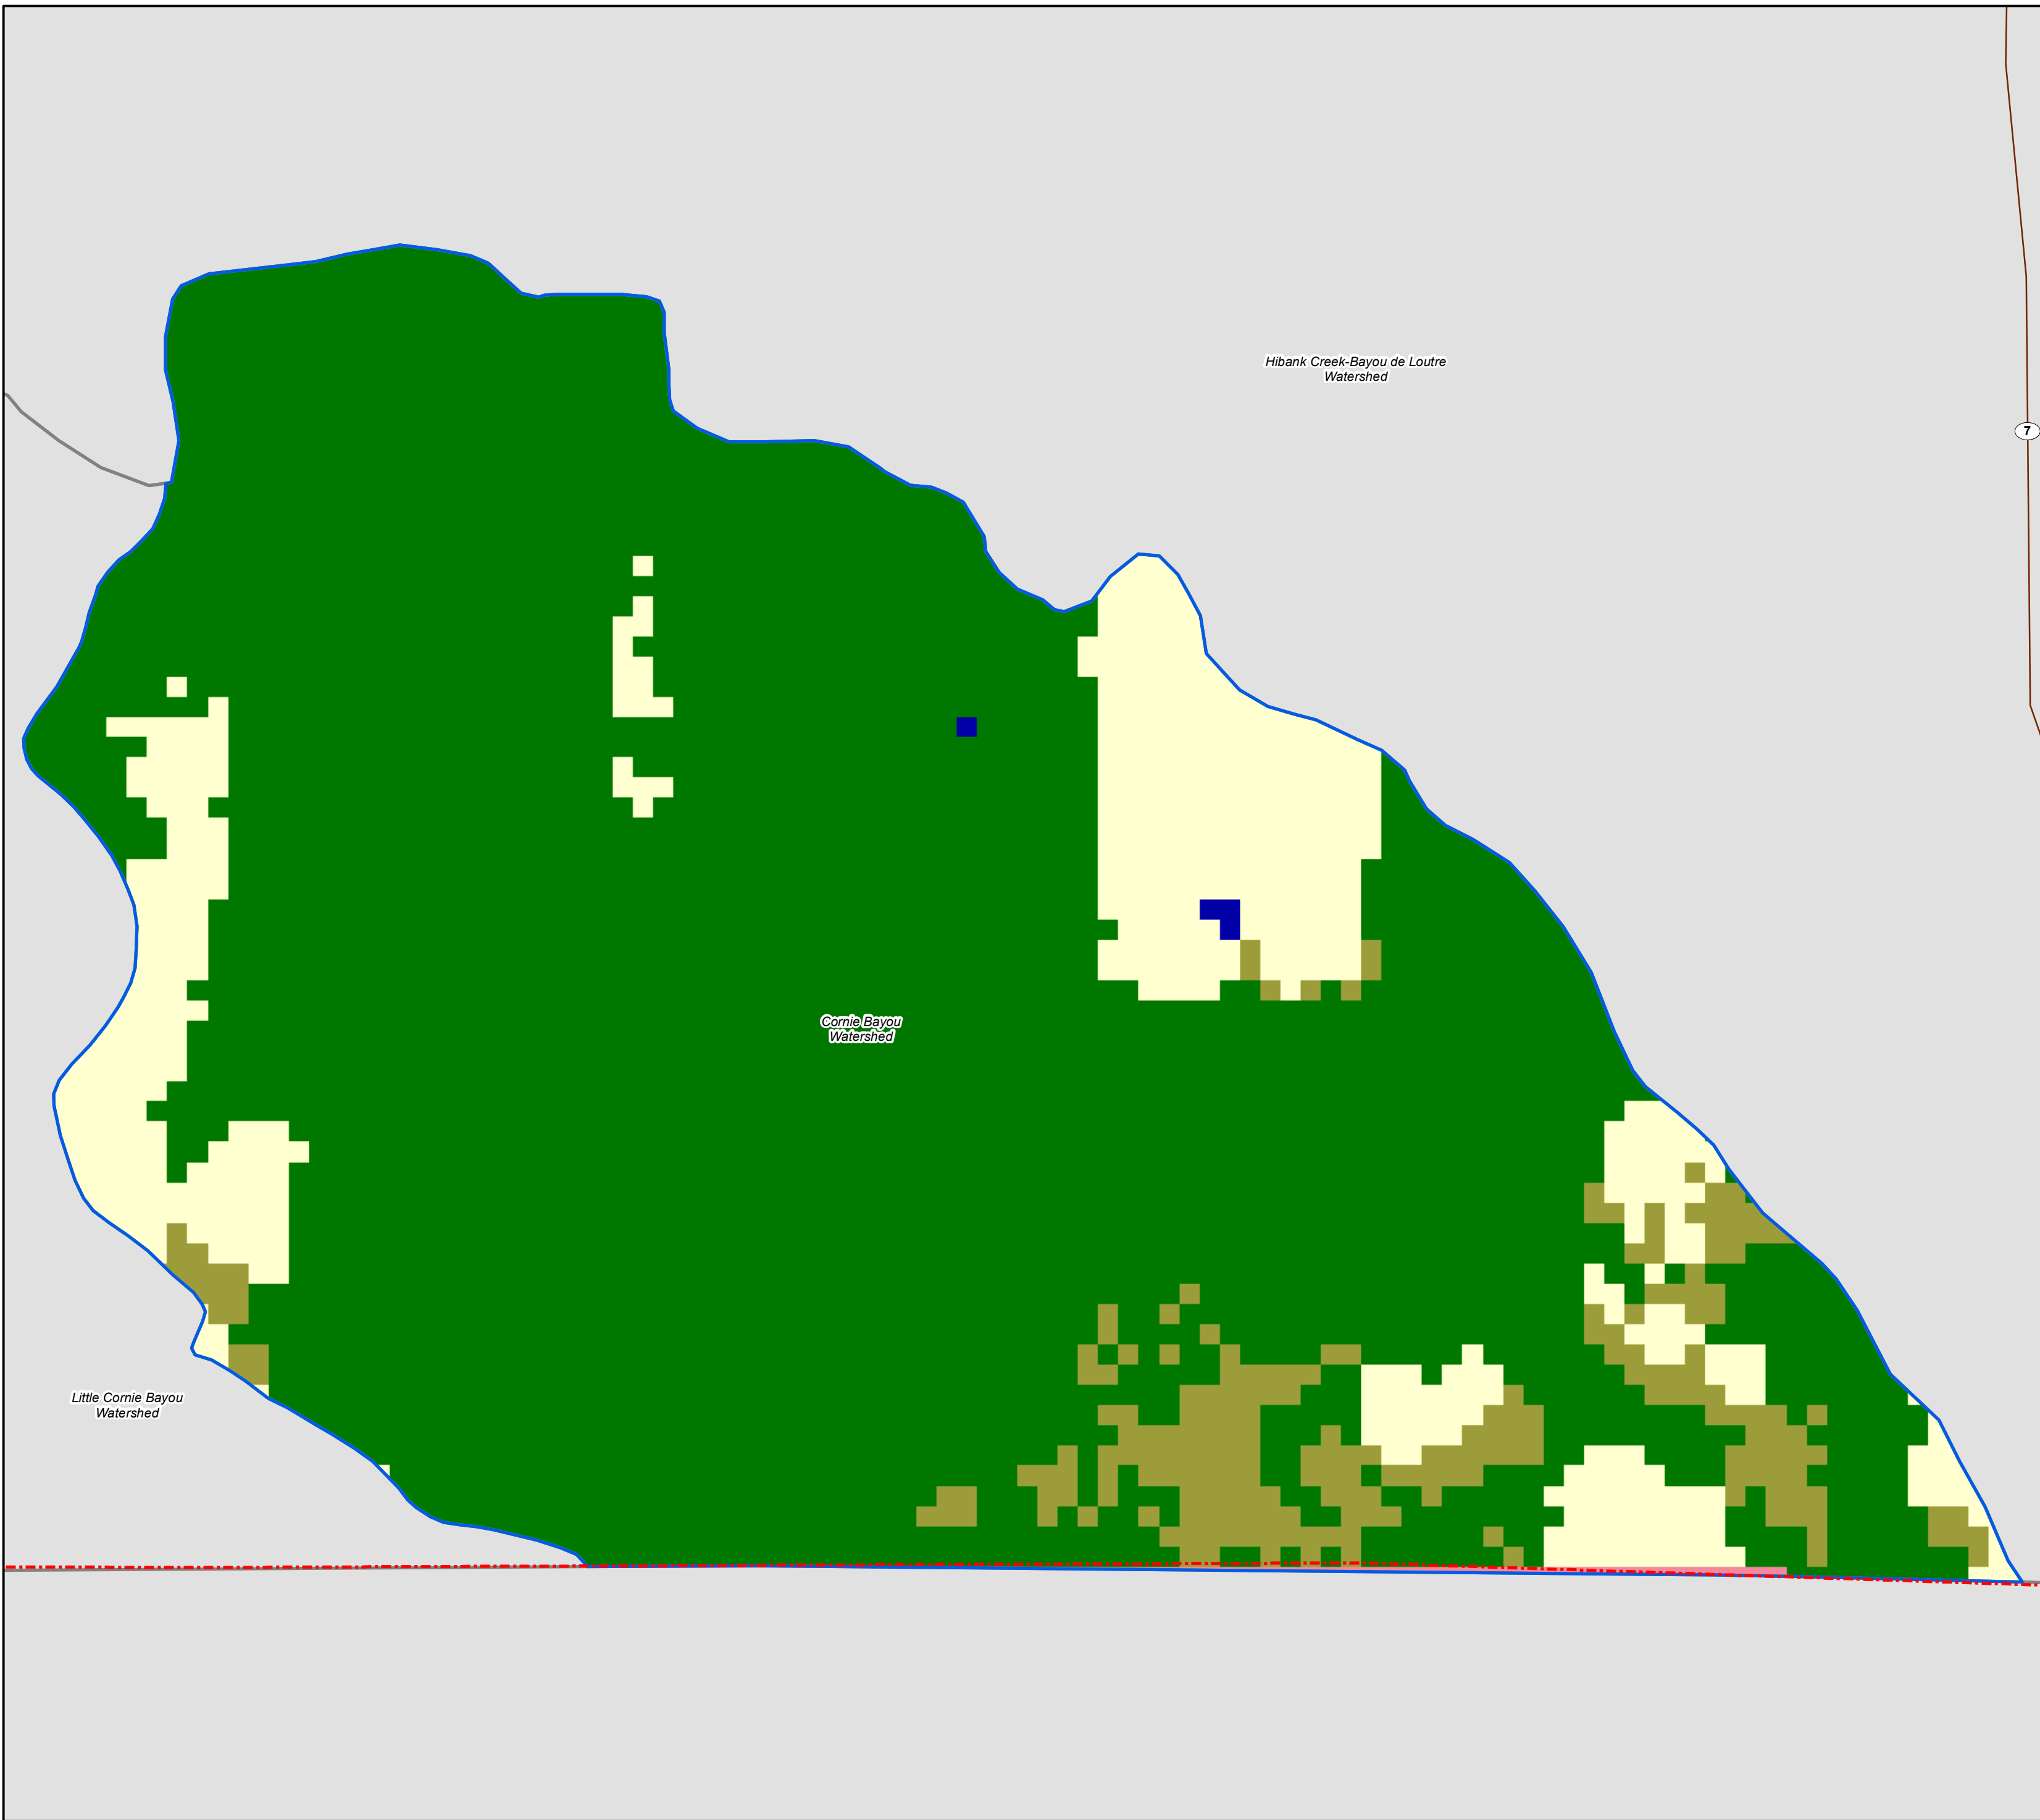 Hibank Creek-Bayou de Loutre
Watershed
7
Cornie Bayou
Watershed
Little Cornie Bayou
Watershed